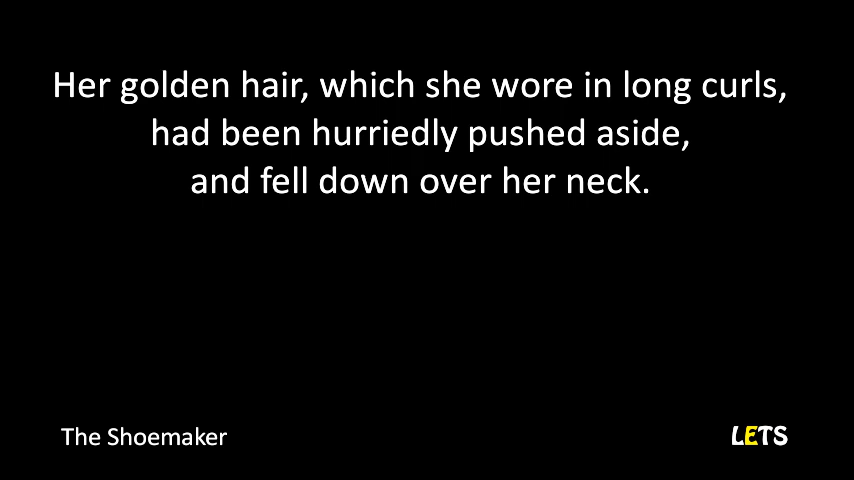 Her golden hair, which she wore in long curls,
had been hurriedly pushed aside,
and fell down over her neck.
The Shoemaker
LETS